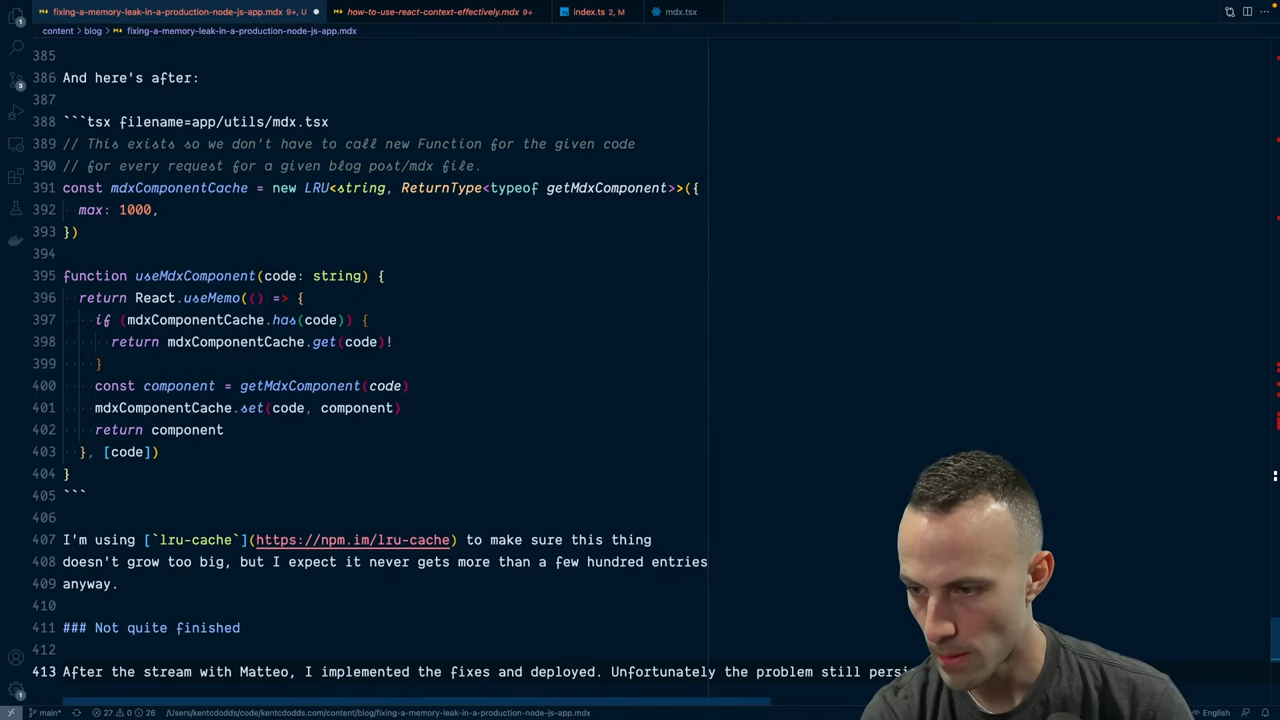 fixing-a-memory-leak-in-a-production-node-js-app.mdx 9+, U
how-to-use-react-context-effectively.mdx 9+
index.ts 2, M
mdx.tsx
content > blog > fixing-a-memory-leak-in-a-production-node-js-app.mdx
385
386 And here's after:
387
388 ```tsx filename=app/utils/mdx.tsx
389 // This exists so we don't have to call new Function for the given code
390 // for every request for a given blog post/mdx file.
391 const mdxComponentCache = new LRU<string, ReturnType<typeof getMdxComponent>>({
392   max: 1000,
393 })
394
395 function useMdxComponent(code: string) {
396   return React.useMemo(() => {
397     if (mdxComponentCache.has(code)) {
398       return mdxComponentCache.get(code)!
399     }
400     const component = getMdxComponent(code)
401     mdxComponentCache.set(code, component)
402     return component
403   }, [code])
404 }
405 ```
406
407 I'm using [`lru-cache`](https://npm.im/lru-cache) to make sure this thing
408 doesn't grow too big, but I expect it never gets more than a few hundred entries
409 anyway.
410
411 ### Not quite finished
412
413 After the stream with Matteo, I implemented the fixes and deployed. Unfortunately the problem still persi
main* 27 0 26 /Users/kentcdodds/code/kentcdodds.com/content/blog/fixing-a-memory-leak-in-a-production-node-js-app.mdx English